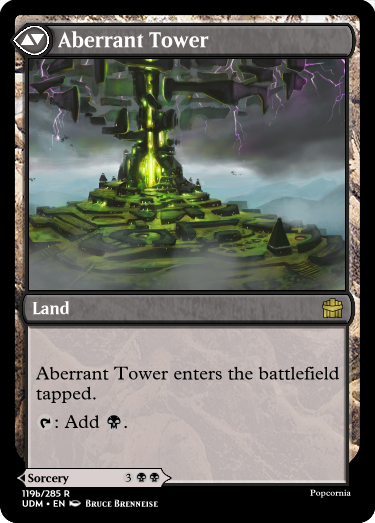 Aberrant Tower
Land
Aberrant Tower enters the battlefield
tapped.
: Add .
Sorcery 3
119b/285 R Popcornia
UDM • EN Bruce Brenneise